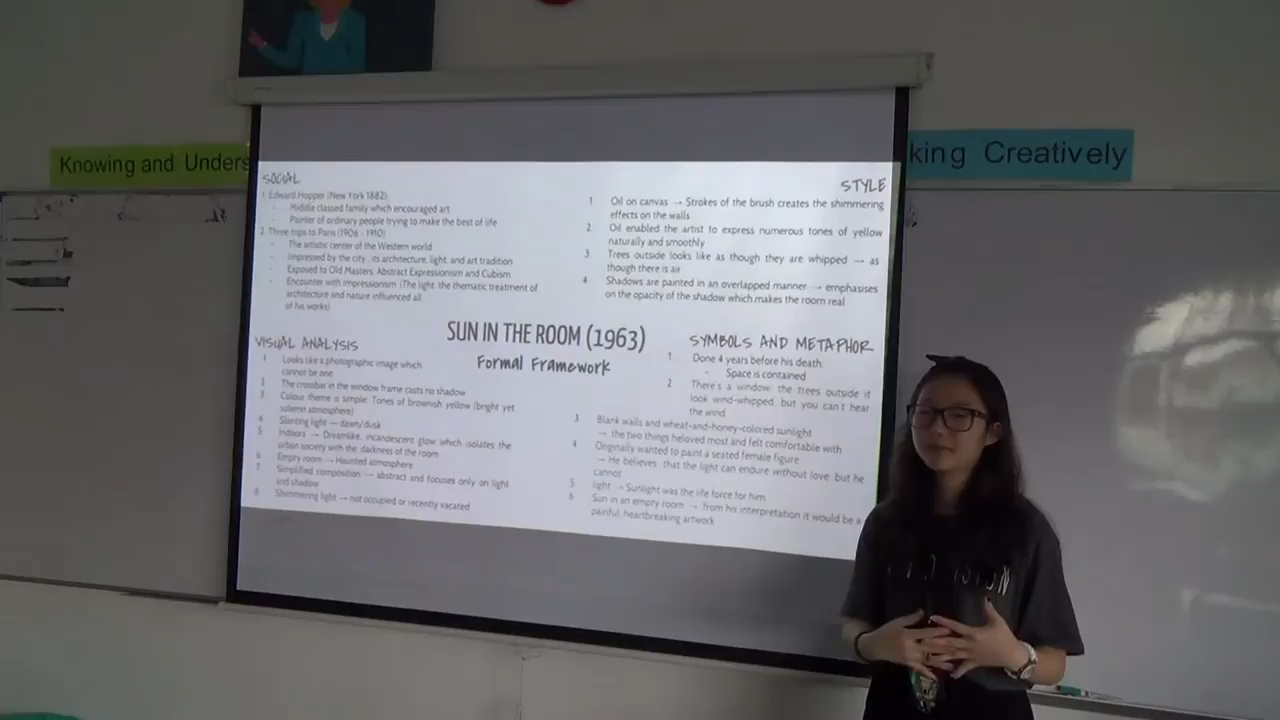 Knowing and Unders
king Creatively
SOCIAL
1. Edward Hopper (New York 1882)
- Middle classed family which encouraged art
- Painter of ordinary people trying to make the best of life
2. Three trips to Paris (1906 - 1910)
- The artistic center of the Western world
- Impressed by the city : its architecture, light, and art tradition
- Exposed to Old Masters, Abstract Expressionism and Cubism
- Encounter with Impressionism (The light, the thematic treatment of
architecture and nature influenced all
of his works)
STYLE
1 Oil on canvas → Strokes of the brush creates the shimmering
effects on the walls
2 Oil enabled the artist to express numerous tones of yellow
naturally and smoothly
3 Trees outside looks like as though they are whipped → as
though there is air
4 Shadows are painted in an overlapped manner → emphasises
on the opacity of the shadow which makes the room real
SUN IN THE ROOM (1963)
Formal Framework
VISUAL ANALYSIS
1 Looks like a photographic image which
cannot be one
2 The crossbar in the window frame casts no shadow
3 Colour theme is simple: Tones of brownish yellow (bright yet
solemn atmosphere)
4 Slanting light → dawn/dusk
5 Indoors → Dreamlike, incandescent glow which isolates the
urban society with the darkness of the room
6 Empty room → Haunted atmosphere
7 Simplified composition → abstract and focuses only on light
and shadow
8 Shimmering light → not occupied or recently vacated
SYMBOLS AND METAPHOR
1. Done 4 years before his death:
- Space is contained
2 There's a window: the trees outside it
look wind-whipped, but you can't hear
the wind
3 Blank walls and wheat-and-honey-colored sunlight
→ the two things beloved most and felt comfortable with
4 Originally wanted to paint a seated female figure
→ He believes that the light can endure without love, but he
cannot
5 light → Sunlight was the life force for him
6 Sun in an empty room → from his interpretation it would be a
painful, heartbreaking artwork